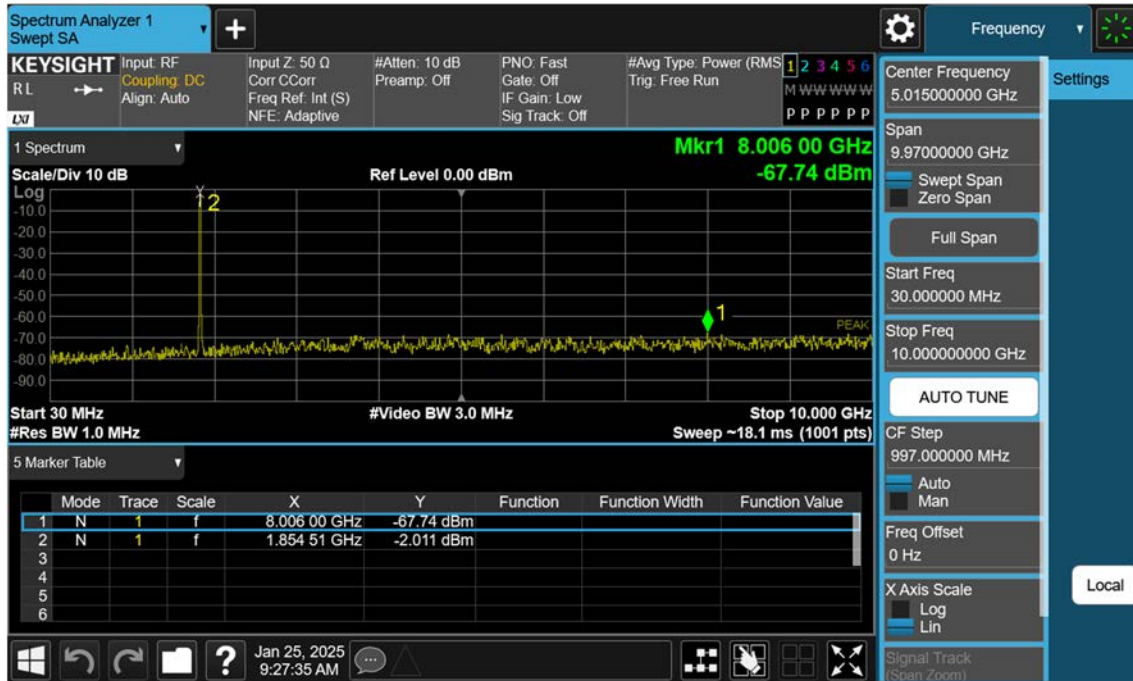 Spectrum Analyzer 1
Swept SA
Frequency
KEYSIGHT
R L
LXI
Input: RF
Coupling: DC
Align: Auto
Input Z: 50 Ω
Corr CCorr
Freq Ref: Int (S)
NFE: Adaptive
#Atten: 10 dB
Preamp: Off
PNO: Fast
Gate: Off
IF Gain: Low
Sig Track: Off
#Avg Type: Power (RMS
Trig: Free Run
1 2 3 4 5 6
M W W W W W
P P P P P P
1 Spectrum
Mkr1 8.006 00 GHz
-67.74 dBm
Scale/Div 10 dB
Ref Level 0.00 dBm
Log
-10.0
-20.0
-30.0
-40.0
-50.0
-60.0
-70.0
-80.0
-90.0
2
1
PEAK
Start 30 MHz
#Video BW 3.0 MHz
Stop 10.000 GHz
#Res BW 1.0 MHz
Sweep ~18.1 ms (1001 pts)
5 Marker Table
Mode Trace Scale X Y Function Function Width Function Value
1 N 1 f 8.006 00 GHz -67.74 dBm
2 N 1 f 1.854 51 GHz -2.011 dBm
3
4
5
6
Jan 25, 2025
9:27:35 AM
Center Frequency
5.015000000 GHz
Span
9.97000000 GHz
Swept Span
Zero Span
Full Span
Start Freq
30.000000 MHz
Stop Freq
10.000000000 GHz
AUTO TUNE
CF Step
997.000000 MHz
Auto
Man
Freq Offset
0 Hz
X Axis Scale
Log
Lin
Signal Track
(Span Zoom)
Settings
Local